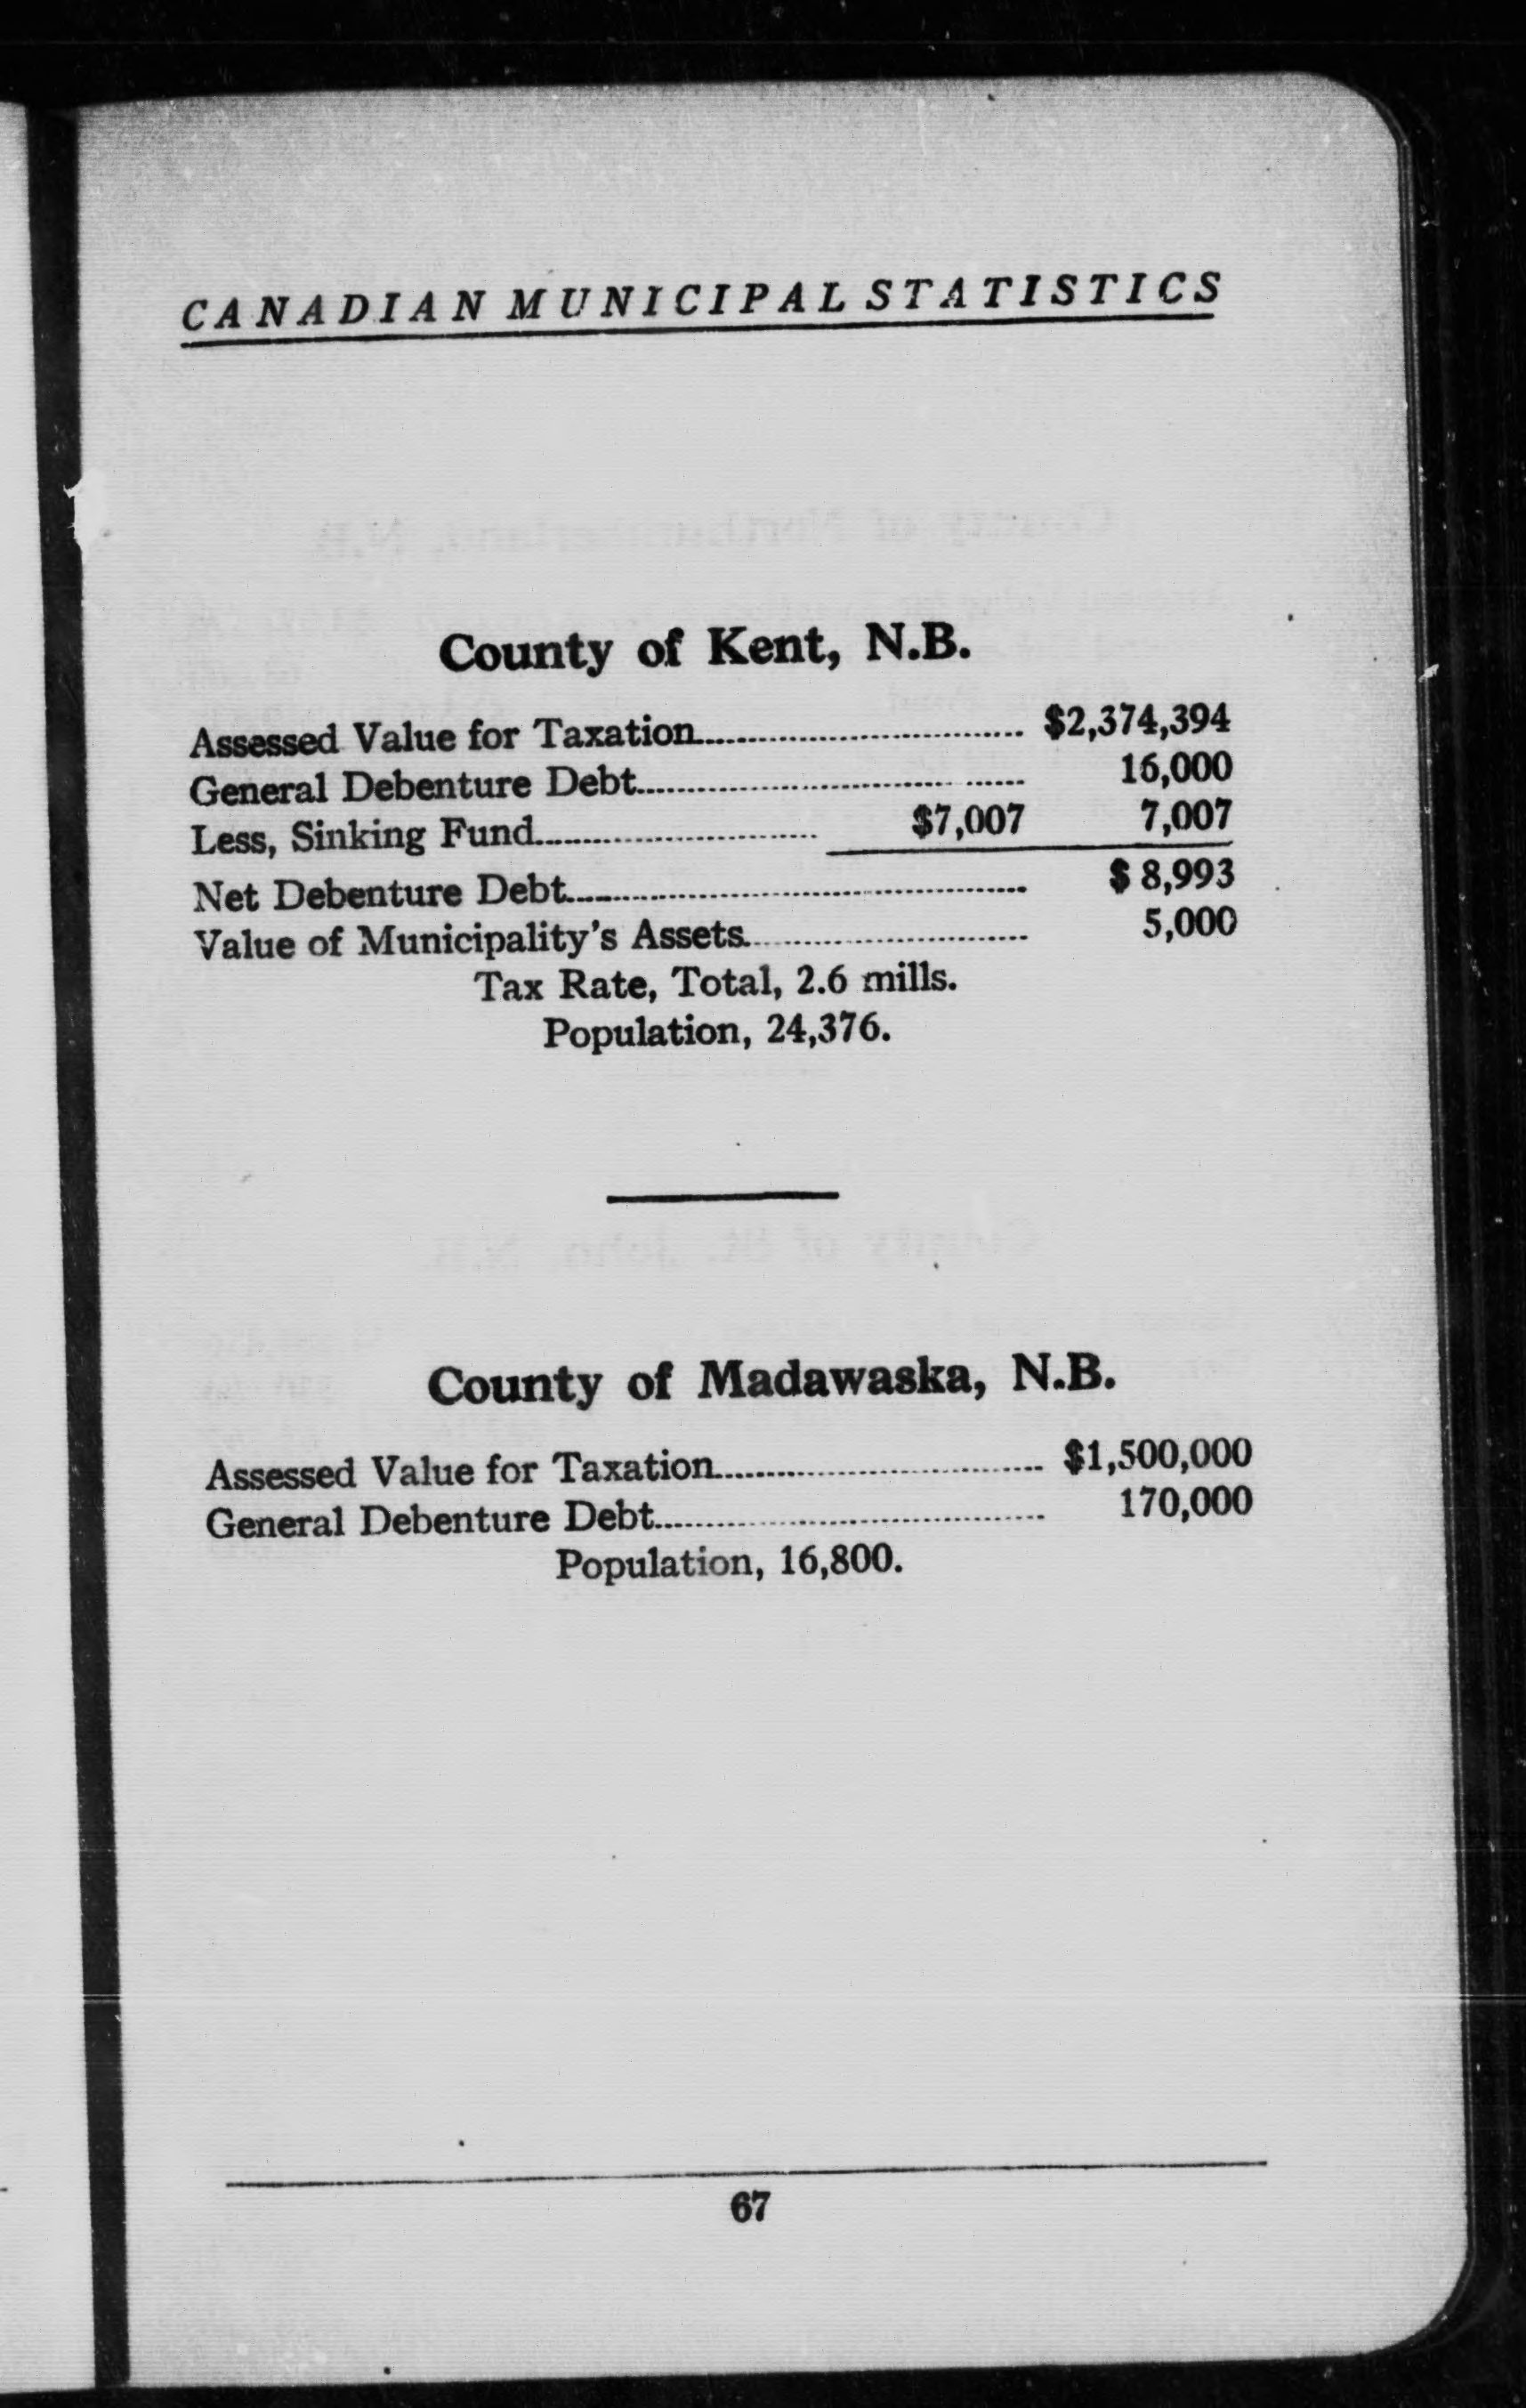 CANADIAN MUNICIPAL STATISTICS
County of Kent, N.B.
Assessed Value for Taxation................................ $2,374,394
General Debenture Debt....................................... 16,000
Less, Sinking Fund............................ $7,007 7,007
Net Debenture Debt.............................................. $ 8,993
Value of Municipality's Assets............................ 5,000
Tax Rate, Total, 2.6 mills.
Population, 24,376.
County of Madawaska, N.B.
Assessed Value for Taxation................................ $1,500,000
General Debenture Debt....................................... 170,000
Population, 16,800.
67